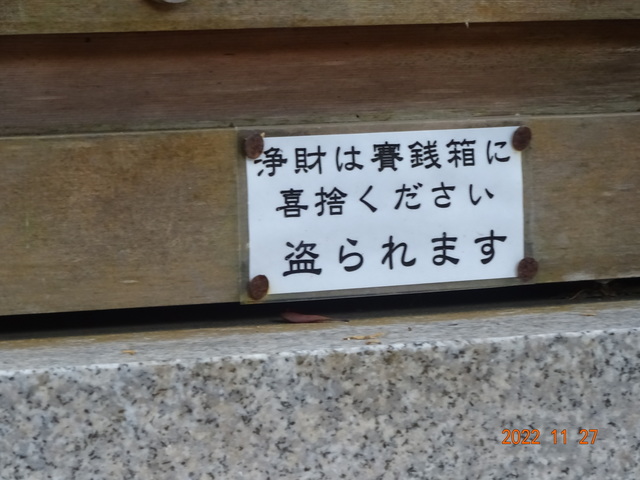 浄財は賽銭箱に
喜捨ください
盗られます
2022 11 27